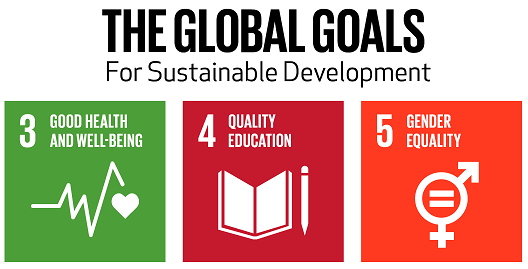 THE GLOBAL GOALS
For Sustainable Development
3 GOOD HEALTH
AND WELL-BEING
4 QUALITY
EDUCATION
5 GENDER
EQUALITY